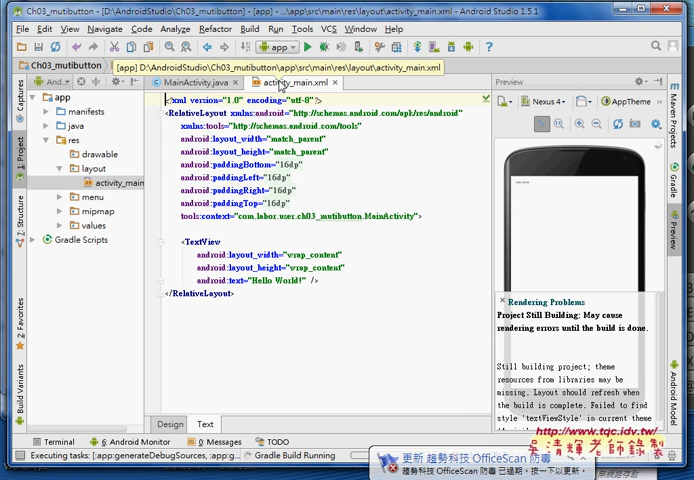 Ch03_mutibutton - [D:\AndroidStudio\Ch03_mutibutton] - [app] - ...\app\src\main\res\layout\activity_main.xml - Android Studio 1.5.1
File Edit View Navigate Code Analyze Refactor Build Run Tools VCS Window Help
app
Ch03_mutibutton
[app] D:\AndroidStudio\Ch03_mutibutton\app\src\main\res\layout\activity_main.xml
And..
MainActivity.java
activity_main.xml
Preview
app
manifests
java
res
drawable
layout
activity_main
menu
mipmap
values
Gradle Scripts
Captures
1: Project
7: Structure
2: Favorites
Build Variants
<?xml version="1.0" encoding="utf-8"?>
<RelativeLayout xmlns:android="http://schemas.android.com/apk/res/android"
xmlns:tools="http://schemas.android.com/tools"
android:layout_width="match_parent"
android:layout_height="match_parent"
android:paddingBottom="16dp"
android:paddingLeft="16dp"
android:paddingRight="16dp"
android:paddingTop="16dp"
tools:context="com.labor.user.ch03_mutibutton.MainActivity">
<TextView
android:layout_width="wrap_content"
android:layout_height="wrap_content"
android:text="Hello World!" />
</RelativeLayout>
Nexus 4
AppTheme
Rendering Problems
Project Still Building: May cause
rendering errors until the build is done.
Still building project; theme
resources from libraries may be
missing. Layout should refresh when
the build is complete. Failed to find
style 'textViewStyle' in current theme
Maven Projects
Gradle
Preview
Android Model
Design Text
http://www.tqc.idv.tw/
吳清輝老師錄製
Terminal
6: Android Monitor
0: Messages
TODO
Executing tasks: [:app:generateDebugSources, :app:g
Gradle Build Running
更新 趨勢科技 OfficeScan 防毒
趨勢科技 OfficeScan 防毒 已過期。按一下以更新。